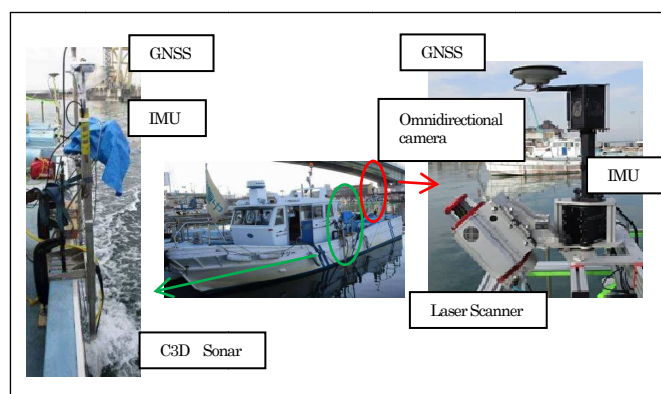 GNSS
GNSS
IMU
Omnidirectional
camera
IMU
Laser Scanner
C3D Sonar